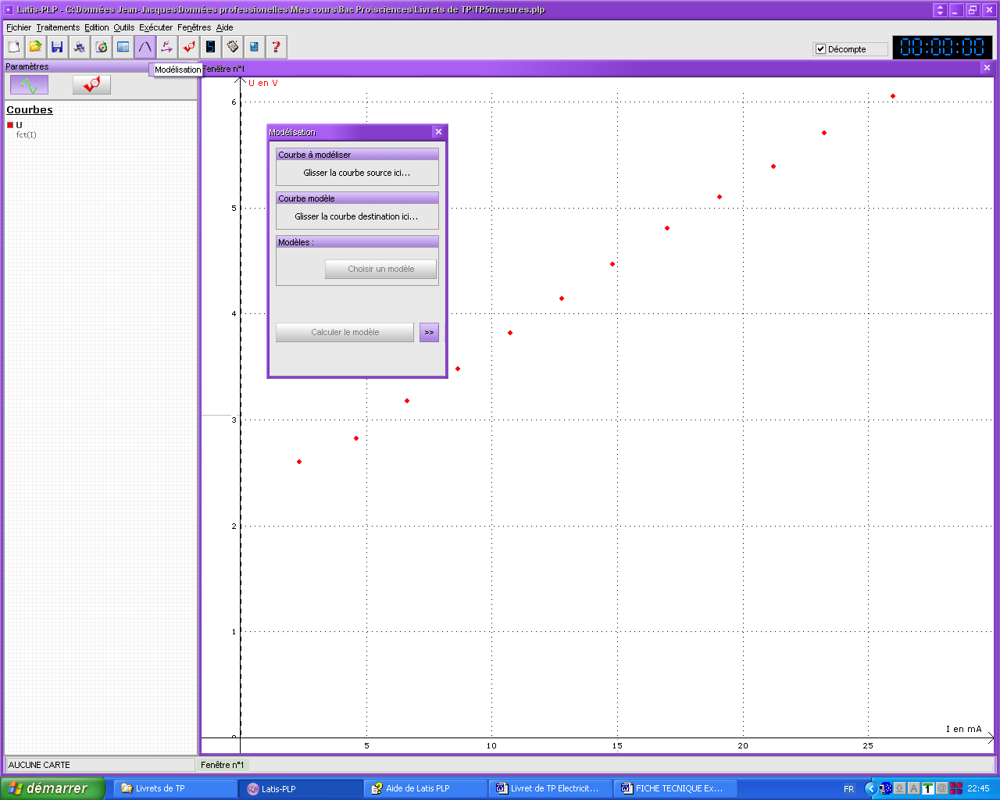 Latis-PLP - C:\Données Jean-Jacques\Données professionelles\Mes cours\Bac Pro\sciences\Livrets de TP\TP5mesures.plp
Fichier Traitements Edition Outils Exécuter Fenêtres Aide
Décompte 00:00:00
Paramètres
Modélisation
Fenêtre n°1
Courbes
U
fct(I)
U en V
6
5
4
3
2
1
0
5 10 15 20 25
I en mA
Modélisation
Courbe à modéliser
Glisser la courbe source ici...
Courbe modèle
Glisser la courbe destination ici...
Modèles :
Choisir un modèle
Calculer le modèle >>
AUCUNE CARTE
Fenêtre n°1
démarrer Livrets de TP Latis-PLP Aide de Latis PLP Livret de TP Electricit... FICHE TECHNIQUE Ex... FR 22:45